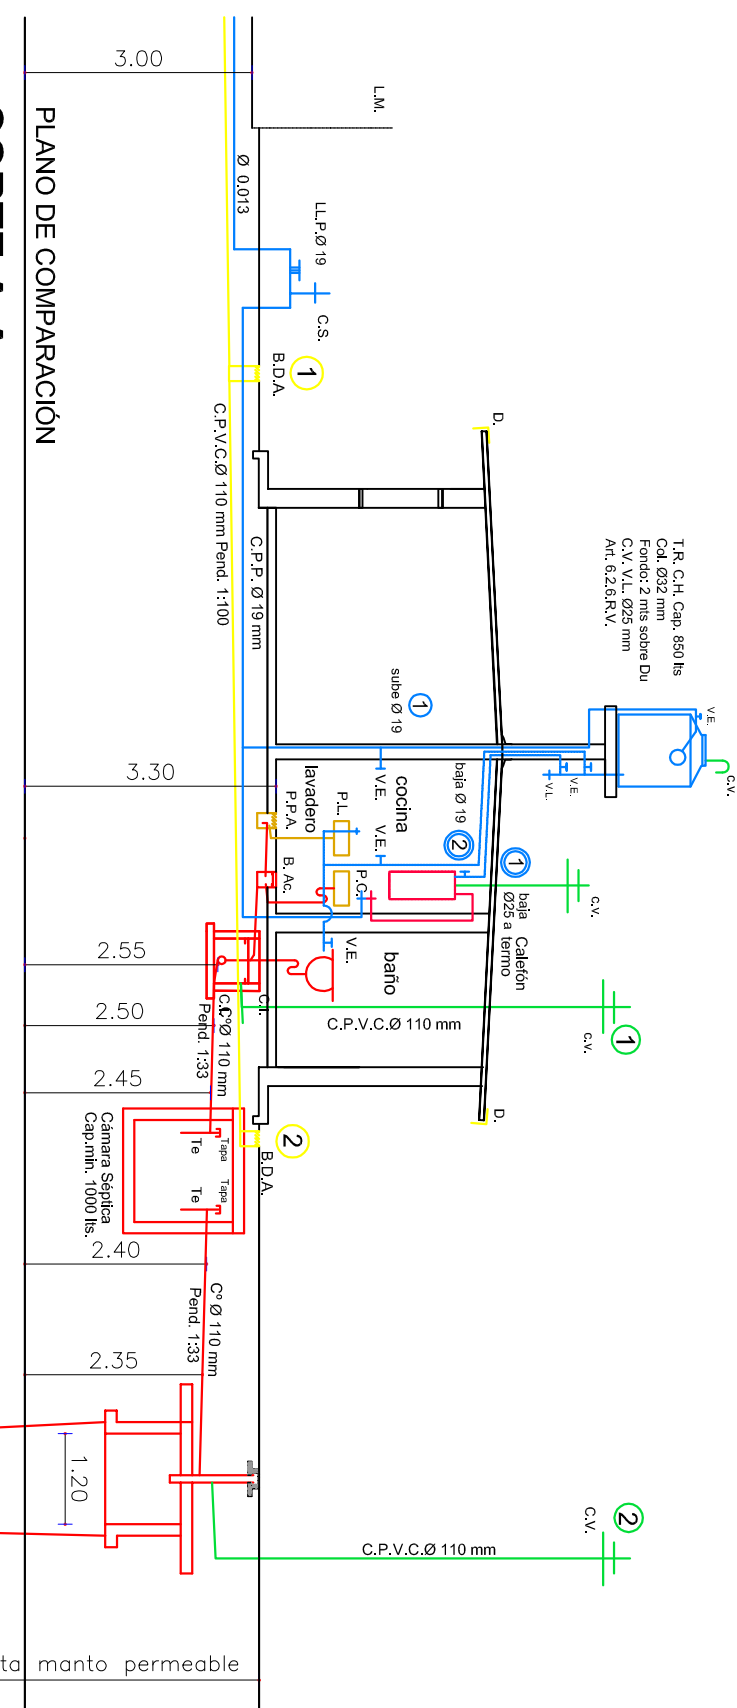 3.00
L.M.
PLANO DE COMPARACIÓN
Ø 0.013
LL.P.Ø 19
C.S.
1
B.D.A.
C.P.V.C.Ø 110 mm Pend. 1:100
D.
C.P.P. Ø 19 mm
T.R. C.H. Cap. 850 lts
Col. Ø32 mm
Fondo: 2 mts sobre Du
C.V. V.L. Ø25 mm
Art. 6.2.6.R.V.
1
sube Ø 19
V.E.
c.v.
V.E.
V.L.
3.30
cocina
V.E.
V.E.
baja Ø 19
2
1
baja
Ø25 a termo
Calefón
lavadero
P.P.A.
P.L.
B. Ac.
P.C.
c.v.
2.55
2.50
2.45
V.E.
baño
C.I.
C.I.
Cº Ø 110 mm
Pend. 1:33
C.P.V.C.Ø 110 mm
c.v.
1
D.
2
B.D.A.
Tapa
Te
Tapa
Te
Cámara Séptica
Cap.min. 1000 lts.
2.40
Cº Ø 110 mm
Pend. 1:33
2.35
1.20
C.P.V.C.Ø 110 mm
C.V.
2
manto permeable